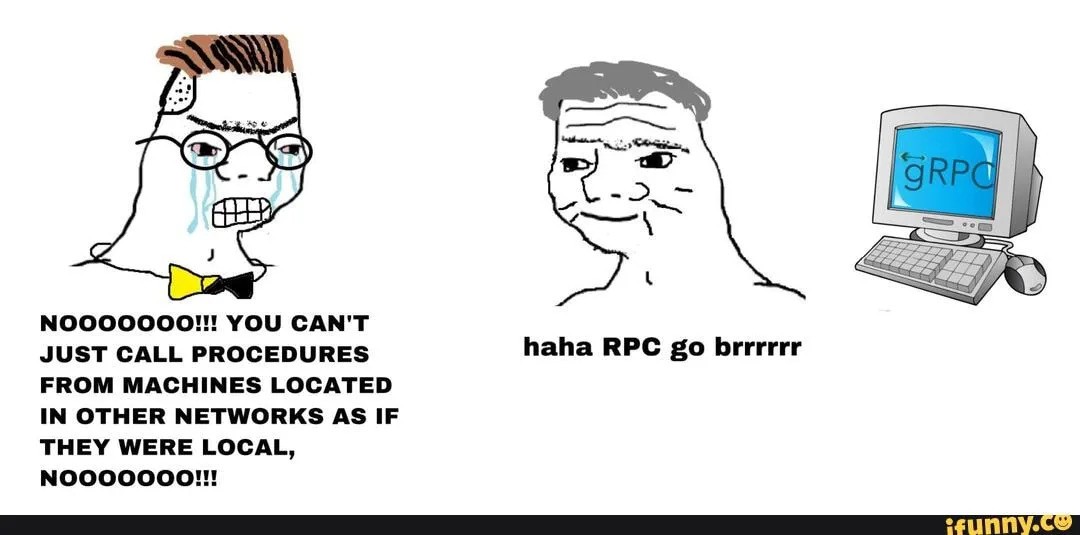 NOOOOOOO!!! YOU CAN'T
JUST CALL PROCEDURES
FROM MACHINES LOCATED
IN OTHER NETWORKS AS IF
THEY WERE LOCAL,
NOOOOOOO!!!
haha RPC go brrrrrr
gRPC
ifunny.co